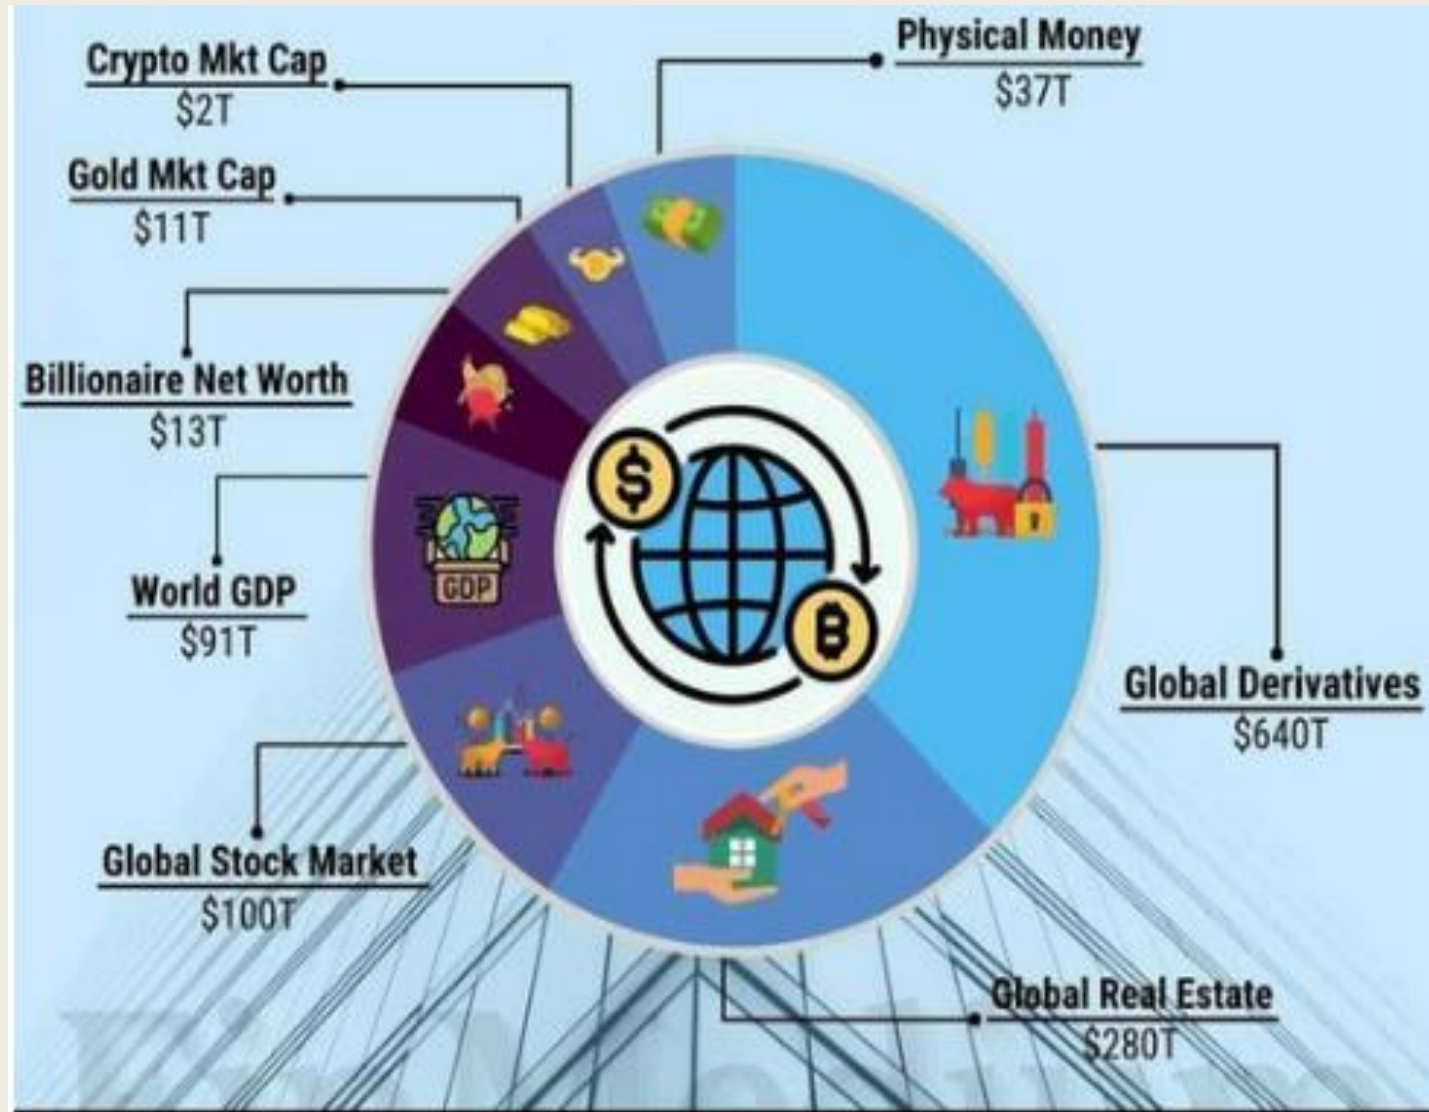 Physical Money
$37T
Crypto Mkt Cap
$2T
Gold Mkt Cap
$11T
Billionaire Net Worth
$13T
World GDP
$91T
GDP
$
B
Global Derivatives
$640T
Global Stock Market
$100T
Global Real Estate
$280T